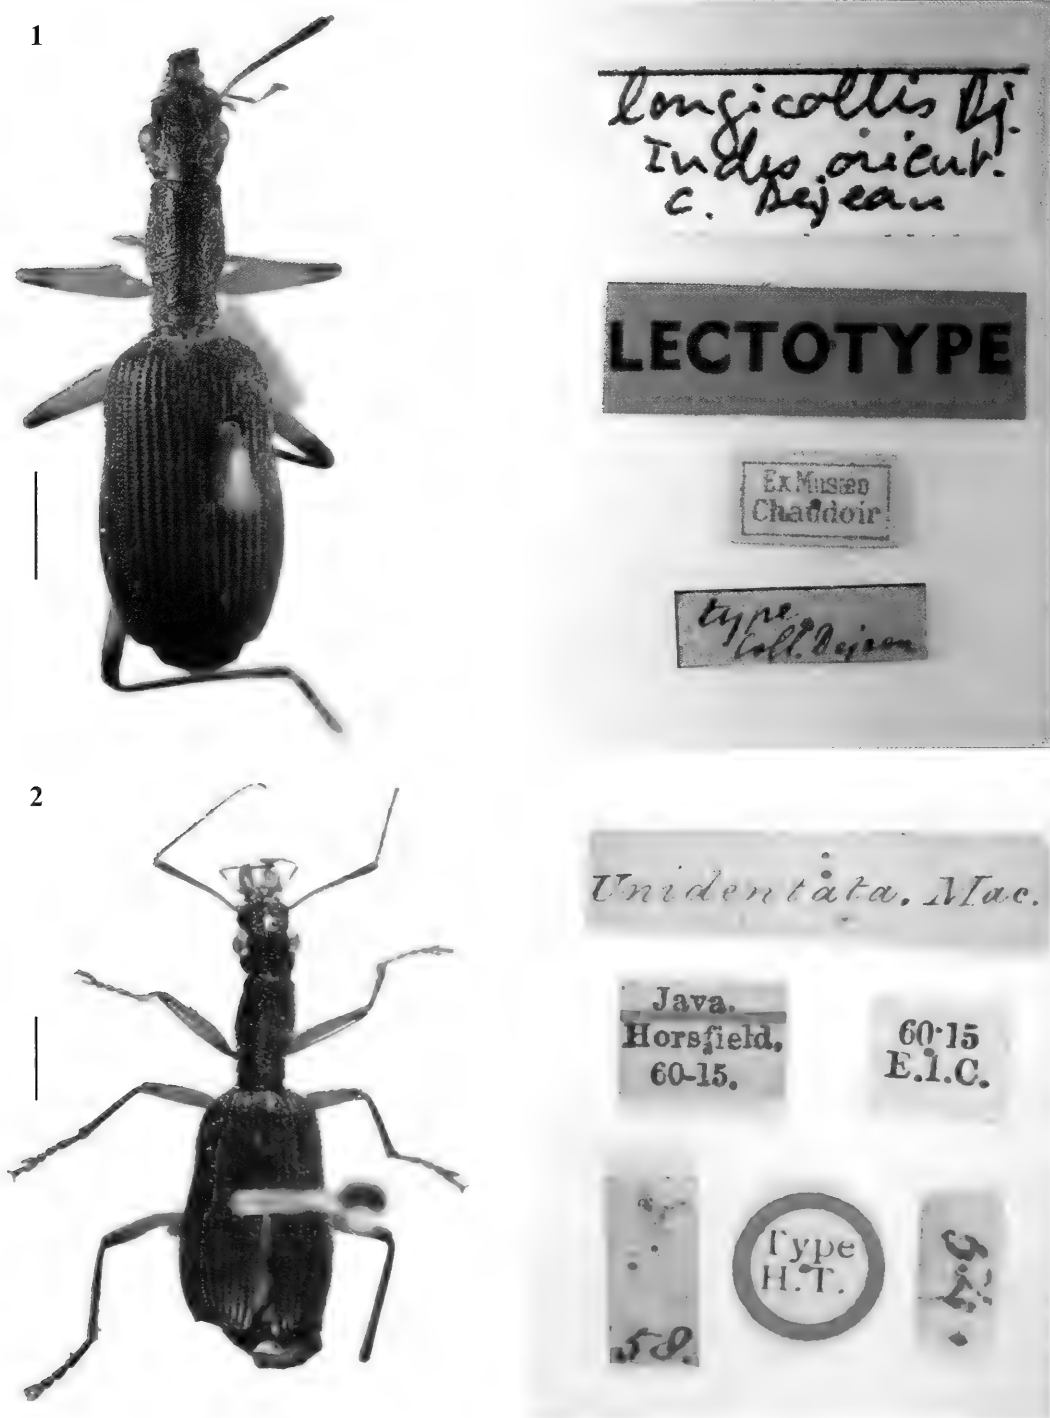 1
longicollis Dj.
Indes orient.
c. Dejean
LECTOTYPE
Ex Musæo
Chaudoir
type
Coll. Dejean
2
Unidentata. Mac.
Java.
Horsfield.
60-15.
60·15
E.I.C.
58.
Type
H.T.